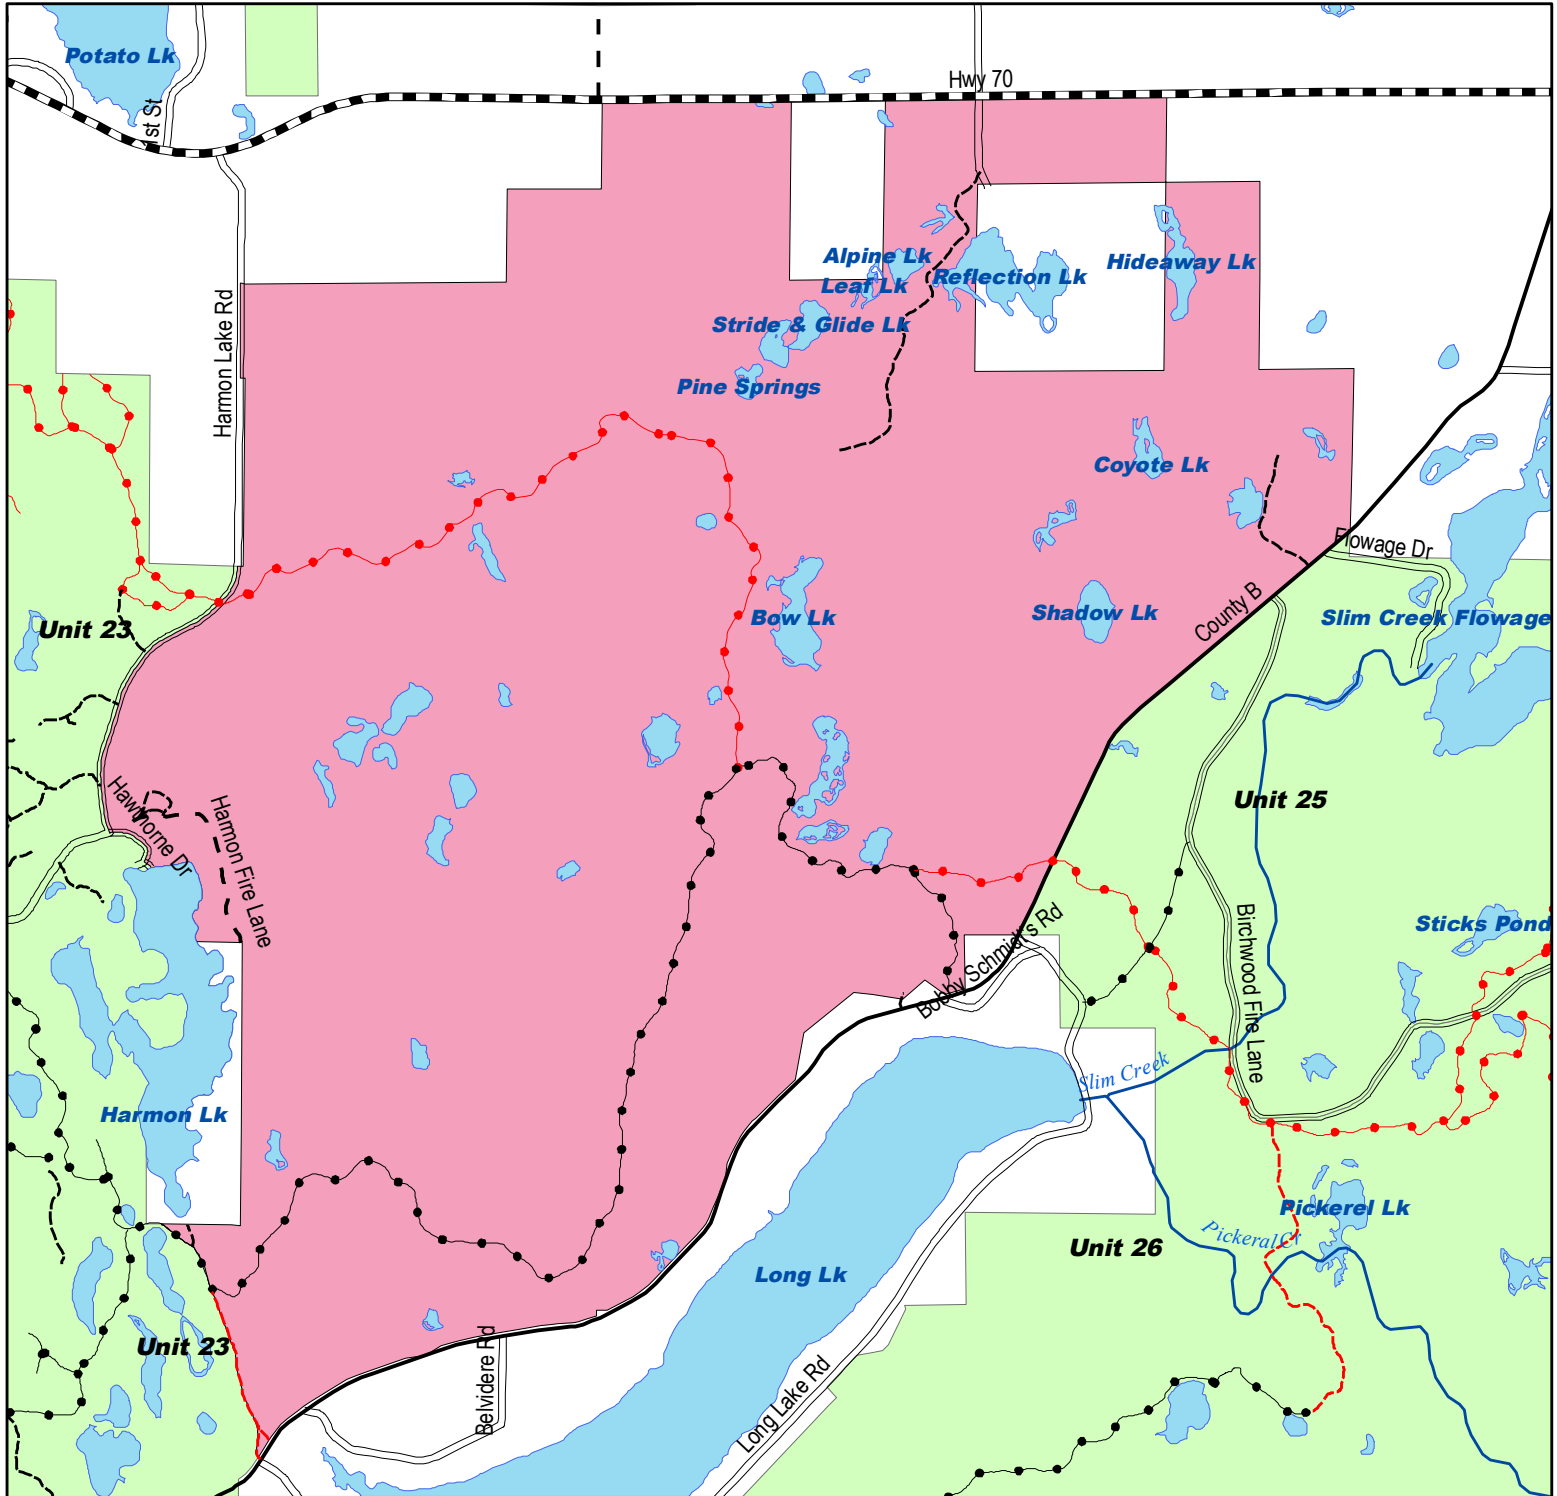 Potato Lk
1st St
Hwy 70
Harmon Lake Rd
Alpine Lk
Leaf Lk
Reflection Lk
Hideaway Lk
Stride & Glide Lk
Pine Springs
Coyote Lk
Flowage Dr
Unit 23
Bow Lk
Shadow Lk
County B
Slim Creek Flowage
Hawthorne Dr
Harmon Fire Lane
Unit 25
Bobby Schmidt's Rd
Birchwood Fire Lane
Sticks Pond
Harmon Lk
Slim Creek
Pickerel Lk
Pickeral Cr
Unit 26
Long Lk
Unit 23
Belvidere Rd
Long Lake Rd